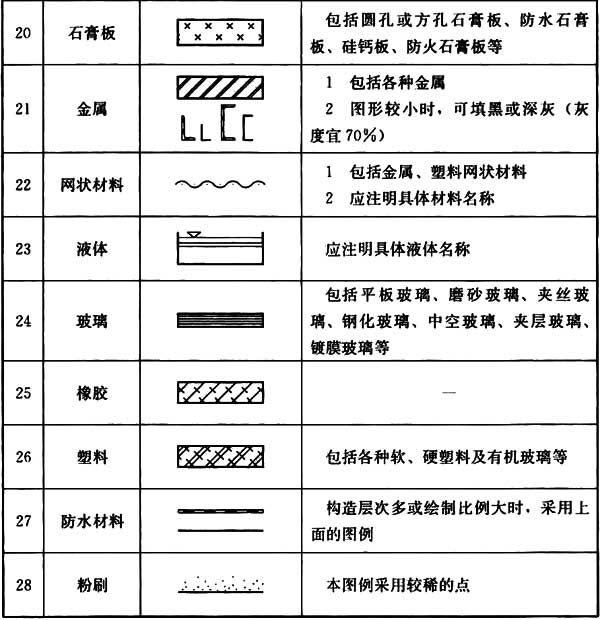 20 石膏板 包括圆孔或方孔石膏板、防水石膏
板、硅钙板、防火石膏板等
21 金属 1 包括各种金属
2 图形较小时，可填黑或深灰（灰
度宜70%）
22 网状材料 1 包括金属、塑料网状材料
2 应注明具体材料名称
23 液体 应注明具体液体名称
24 玻璃 包括平板玻璃、磨砂玻璃、夹丝玻
璃、钢化玻璃、中空玻璃、夹层玻璃、
镀膜玻璃等
25 橡胶 —
26 塑料 包括各种软、硬塑料及有机玻璃等
27 防水材料 构造层次多或绘制比例大时，采用上
面的图例
28 粉刷 本图例采用较稀的点